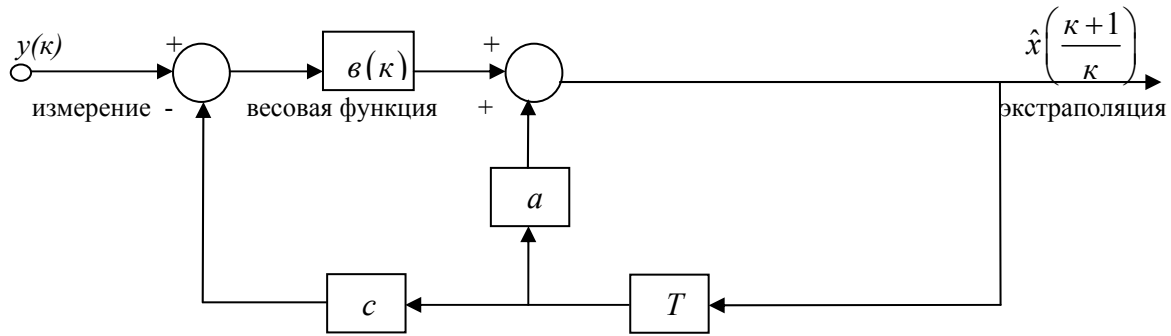 y(к)
+
в(к)
+
x̂((к+1)/к)
измерение - весовая функция + экстраполяция
a
c
T